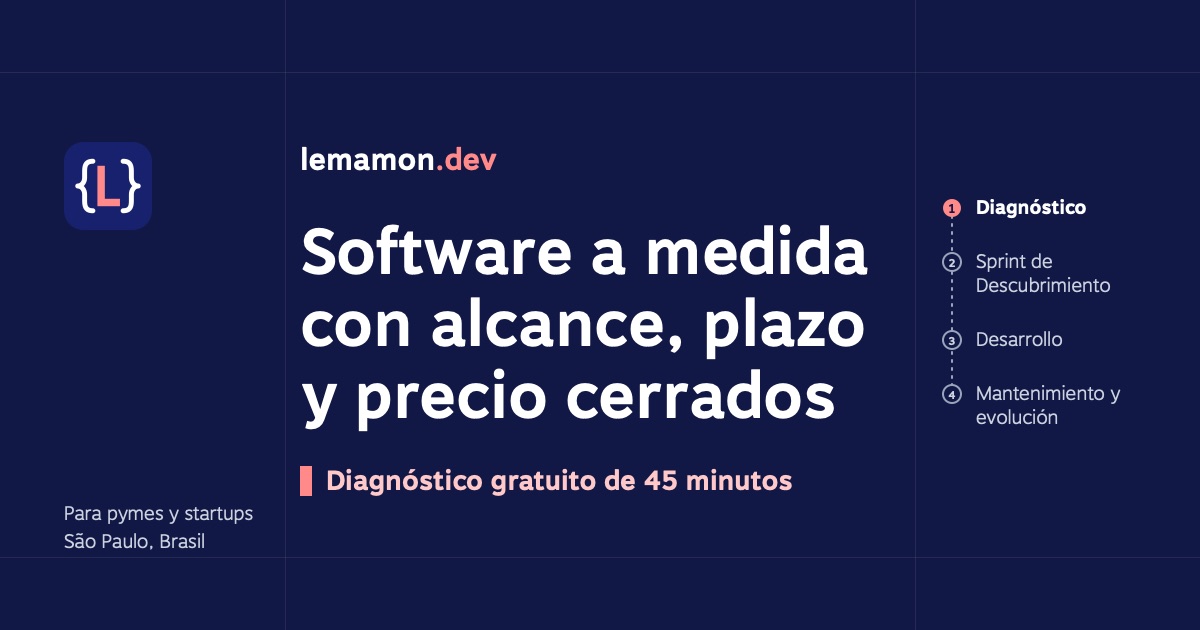 {L}
lemamon.dev
Software a medida
con alcance, plazo
y precio cerrados
Diagnóstico gratuito de 45 minutos
Para pymes y startups
São Paulo, Brasil
1 Diagnóstico
2 Sprint de
Descubrimiento
3 Desarrollo
4 Mantenimiento y
evolución